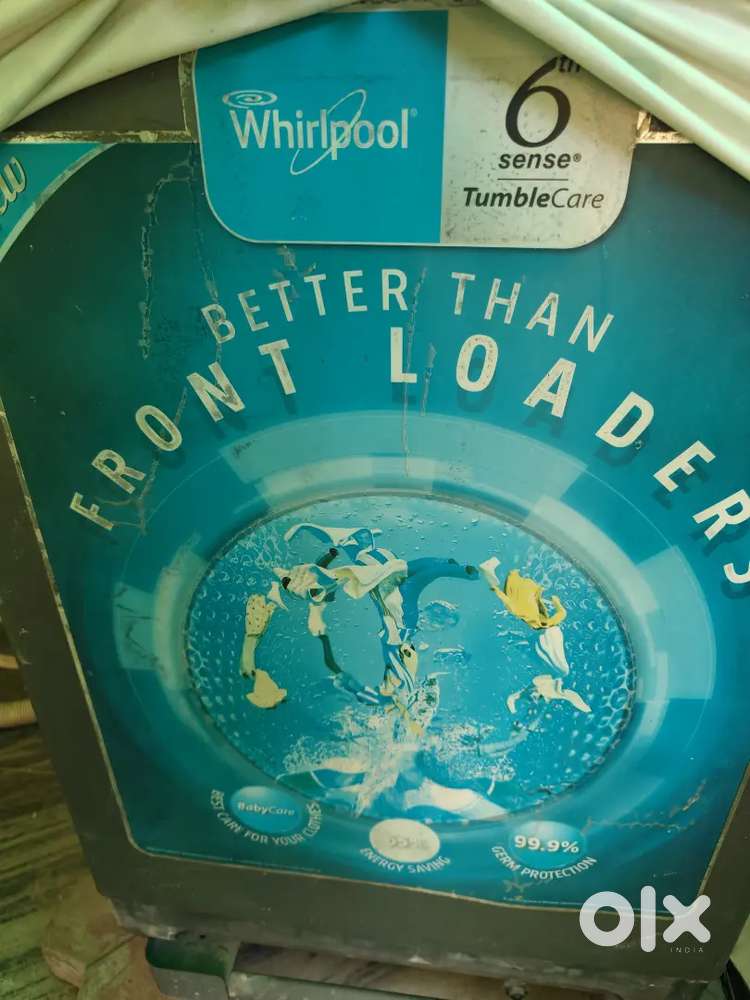 Whirlpool®
6th
sense®
TumbleCare
BETTER THAN
FRONT LOADERS
BabyCare
BEST CARE FOR YOUR CLOTHES
ENERGY SAVING
99.9%
GERM PROTECTION
olx
INDIA